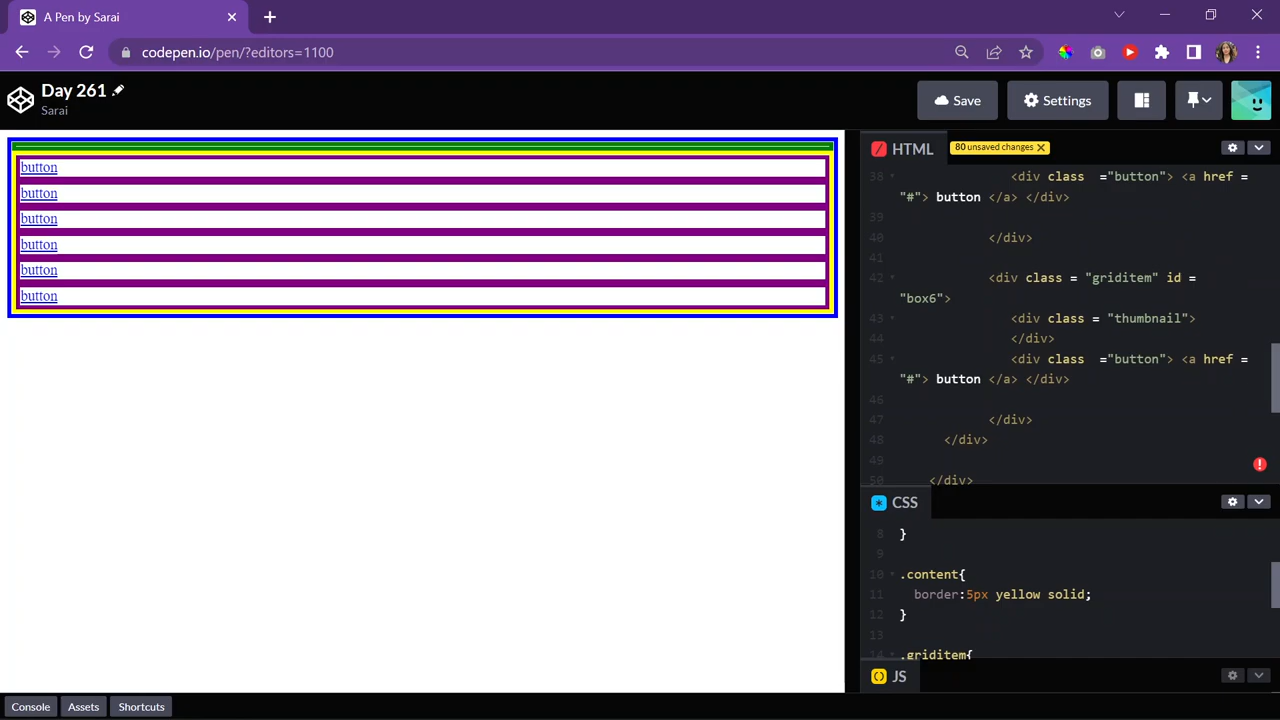 A Pen by Sarai
codepen.io/pen/?editors=1100
Day 261
Sarai
Save
Settings
button
button
button
button
button
button
HTML
80 unsaved changes X
38 <div class  ="button"> <a href =
"#"> button </a> </div>
39
40 </div>
41
42 <div class = "griditem" id =
"box6">
43 <div class = "thumbnail">
44 </div>
45 <div class  ="button"> <a href =
"#"> button </a> </div>
46
47 </div>
48 </div>
49
50 </div>
CSS
8 }
9
10 .content{
11 border:5px yellow solid;
12 }
13
14 .griditem{
JS
Console
Assets
Shortcuts